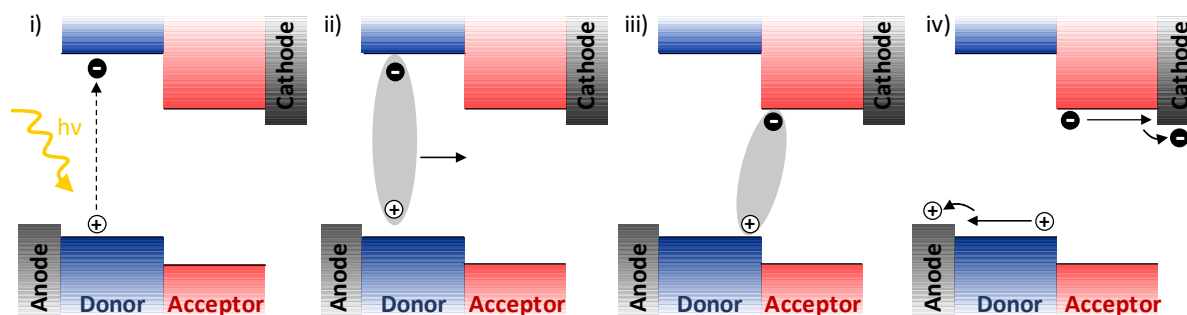 i)
hν
Cathode
Anode
Donor
Acceptor
ii)
Cathode
Anode
Donor
Acceptor
iii)
Cathode
Anode
Donor
Acceptor
iv)
Cathode
Anode
Donor
Acceptor